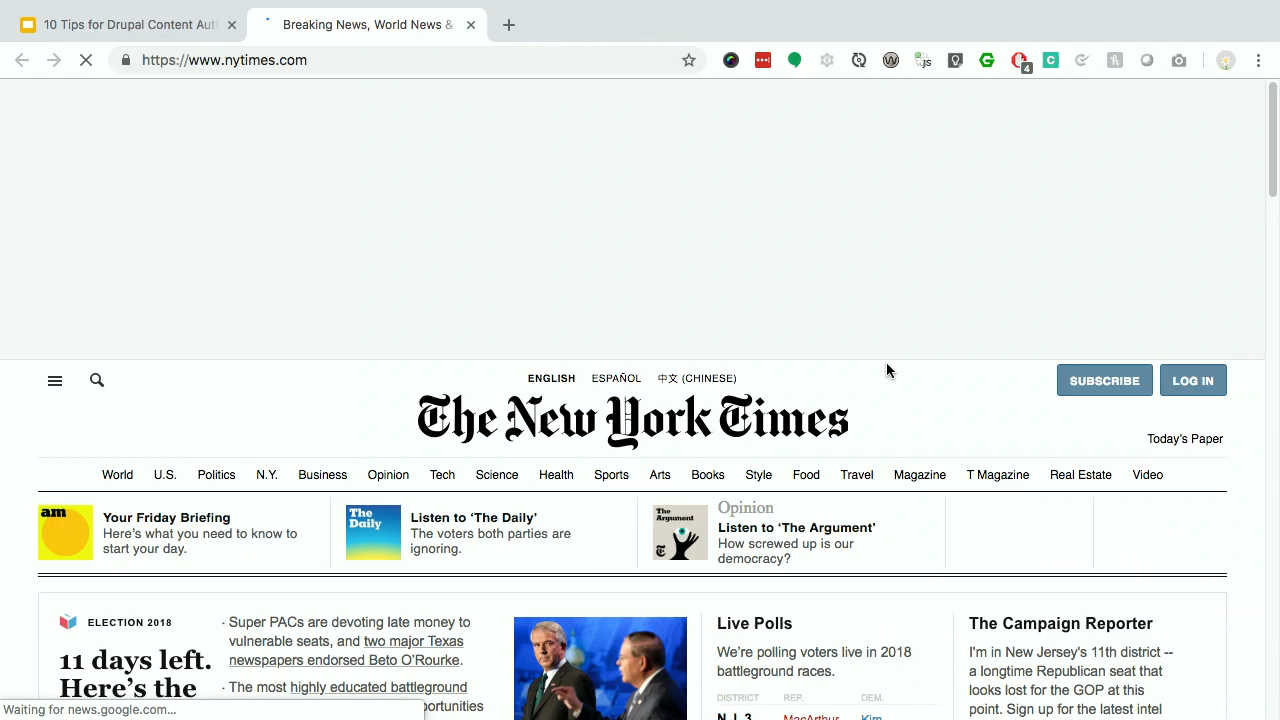 10 Tips for Drupal Content Aut
Breaking News, World News &
https://www.nytimes.com
4
ENGLISH ESPAÑOL 中文 (CHINESE)
SUBSCRIBE LOG IN
The New York Times
Today's Paper
World U.S. Politics N.Y. Business Opinion Tech Science Health Sports Arts Books Style Food Travel Magazine T Magazine Real Estate Video
am
Your Friday Briefing
Here's what you need to know to
start your day.
The
Daily
Listen to ‘The Daily’
The voters both parties are
ignoring.
The
Argument
Opinion
Listen to ‘The Argument’
How screwed up is our
democracy?
ELECTION 2018
11 days left.
Here’s the
· Super PACs are devoting late money to
vulnerable seats, and two major Texas
newspapers endorsed Beto O’Rourke.
· The most highly educated battleground
portunities
Live Polls
We’re polling voters live in 2018
battleground races.
DISTRICT REP. DEM.
N.J. 3 MacArthur Kim
The Campaign Reporter
I'm in New Jersey's 11th district --
a longtime Republican seat that
looks lost for the GOP at this
point. Sign up for the latest intel
Waiting for news.google.com...